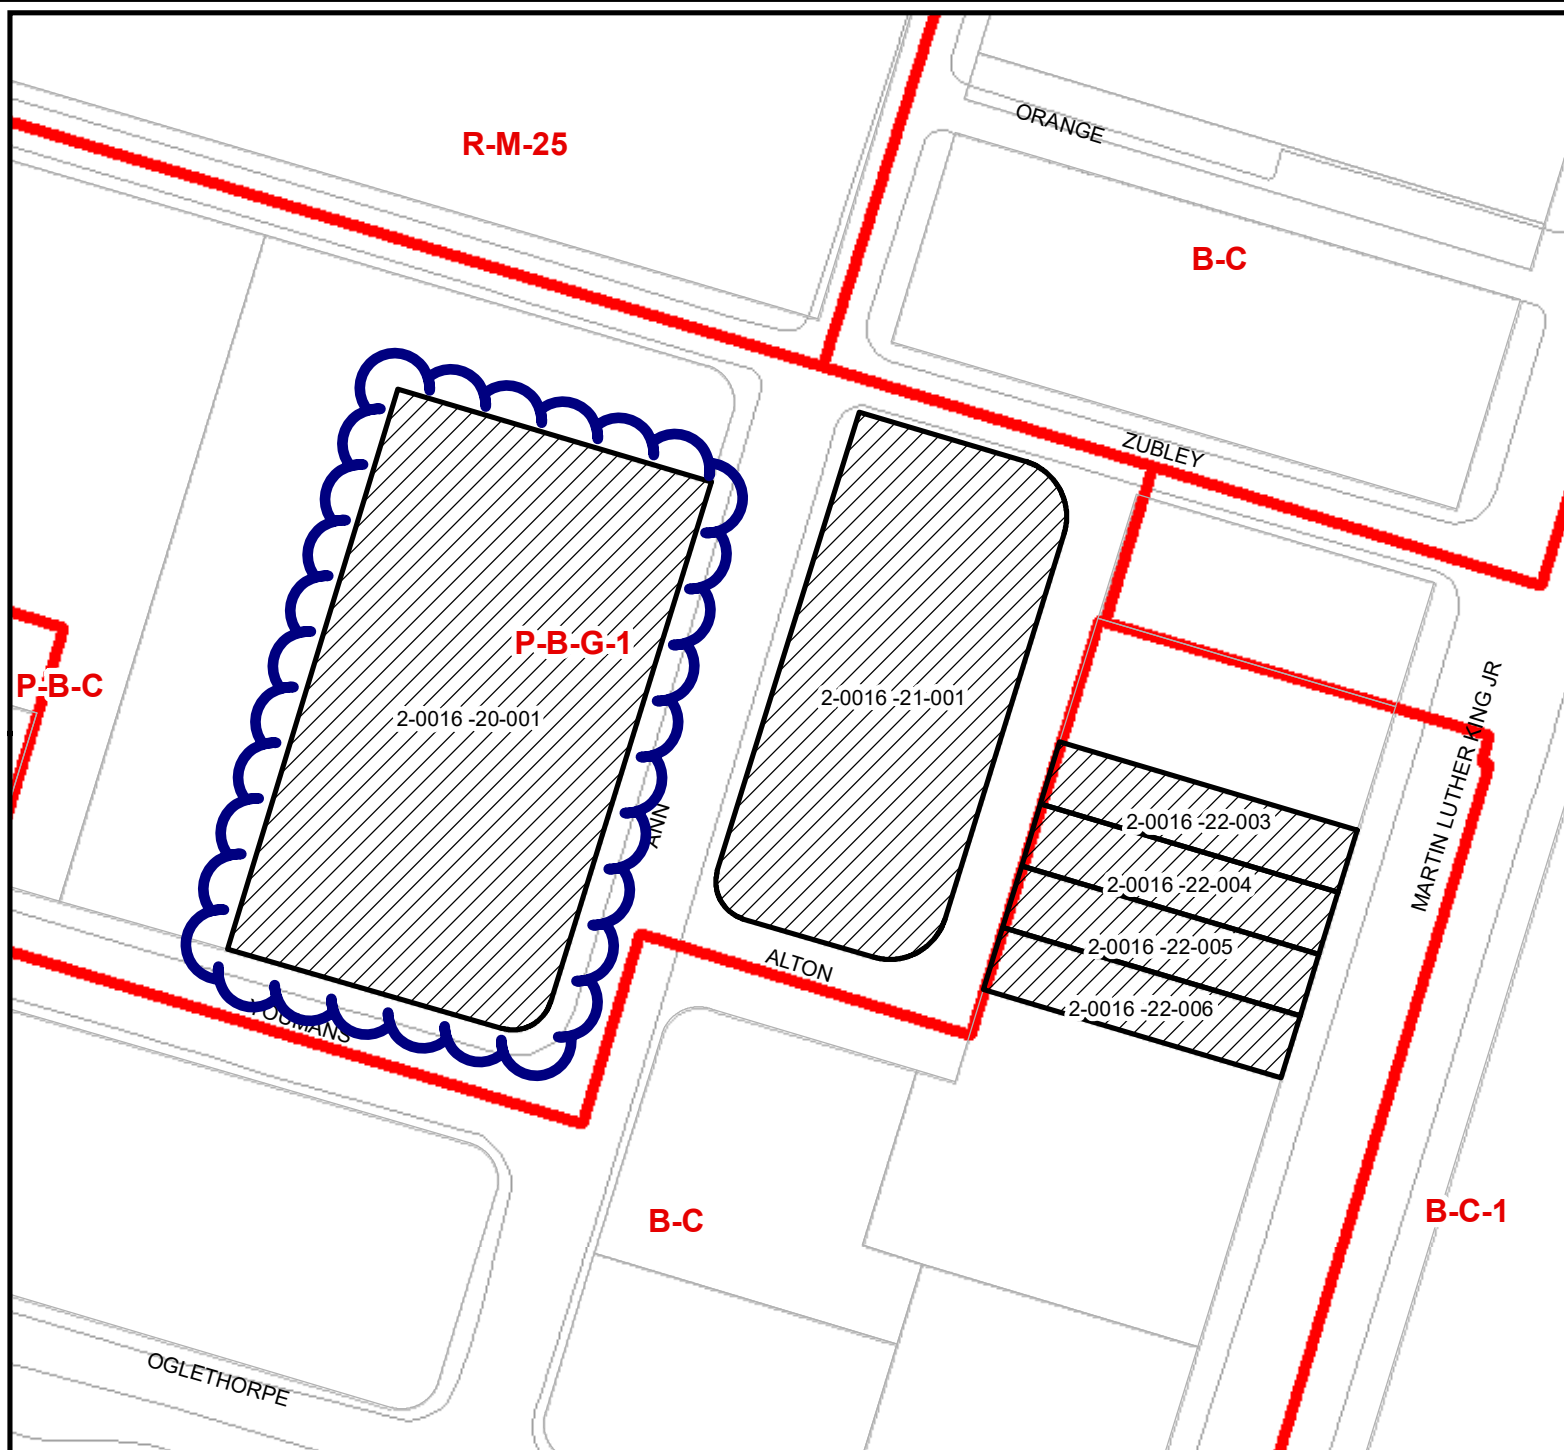 ORANGE
R-M-25
B-C
ZUBLEY
P-B-G-1
P-B-C
2-0016 -21-001
2-0016 -20-001
MARTIN LUTHER KING JR
ANN
2-0016 -22-003
2-0016 -22-004
2-0016 -22-005
ALTON
2-0016 -22-006
YOUMANS
B-C
B-C-1
OGLETHORPE